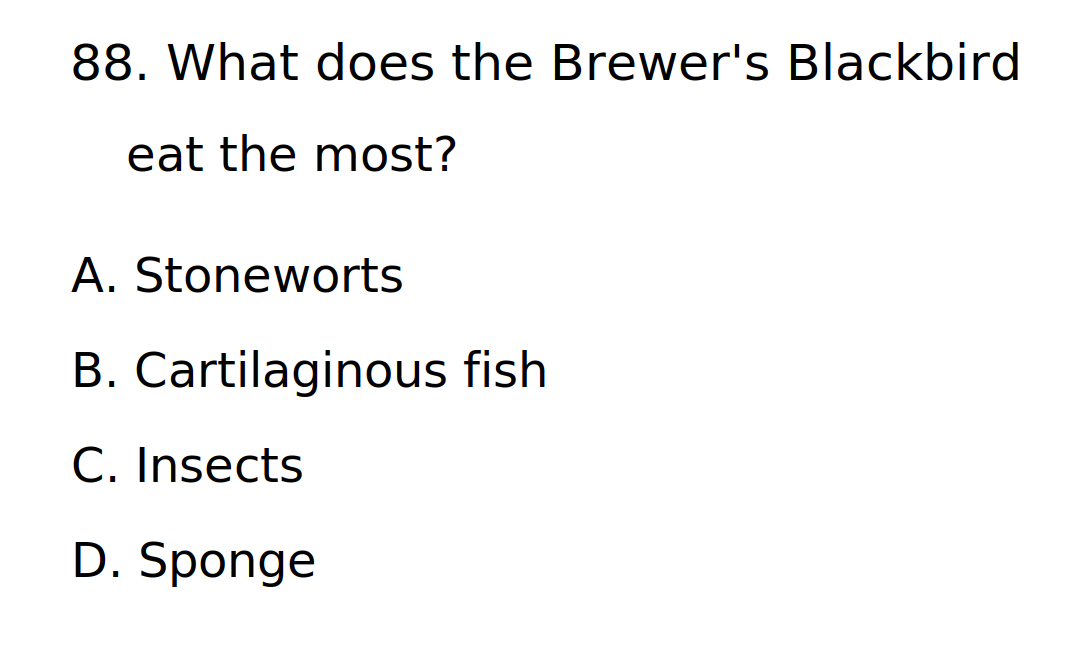 88. What does the Brewer's Blackbird
eat the most?
A. Stoneworts
B. Cartilaginous fish
C. Insects
D. Sponge